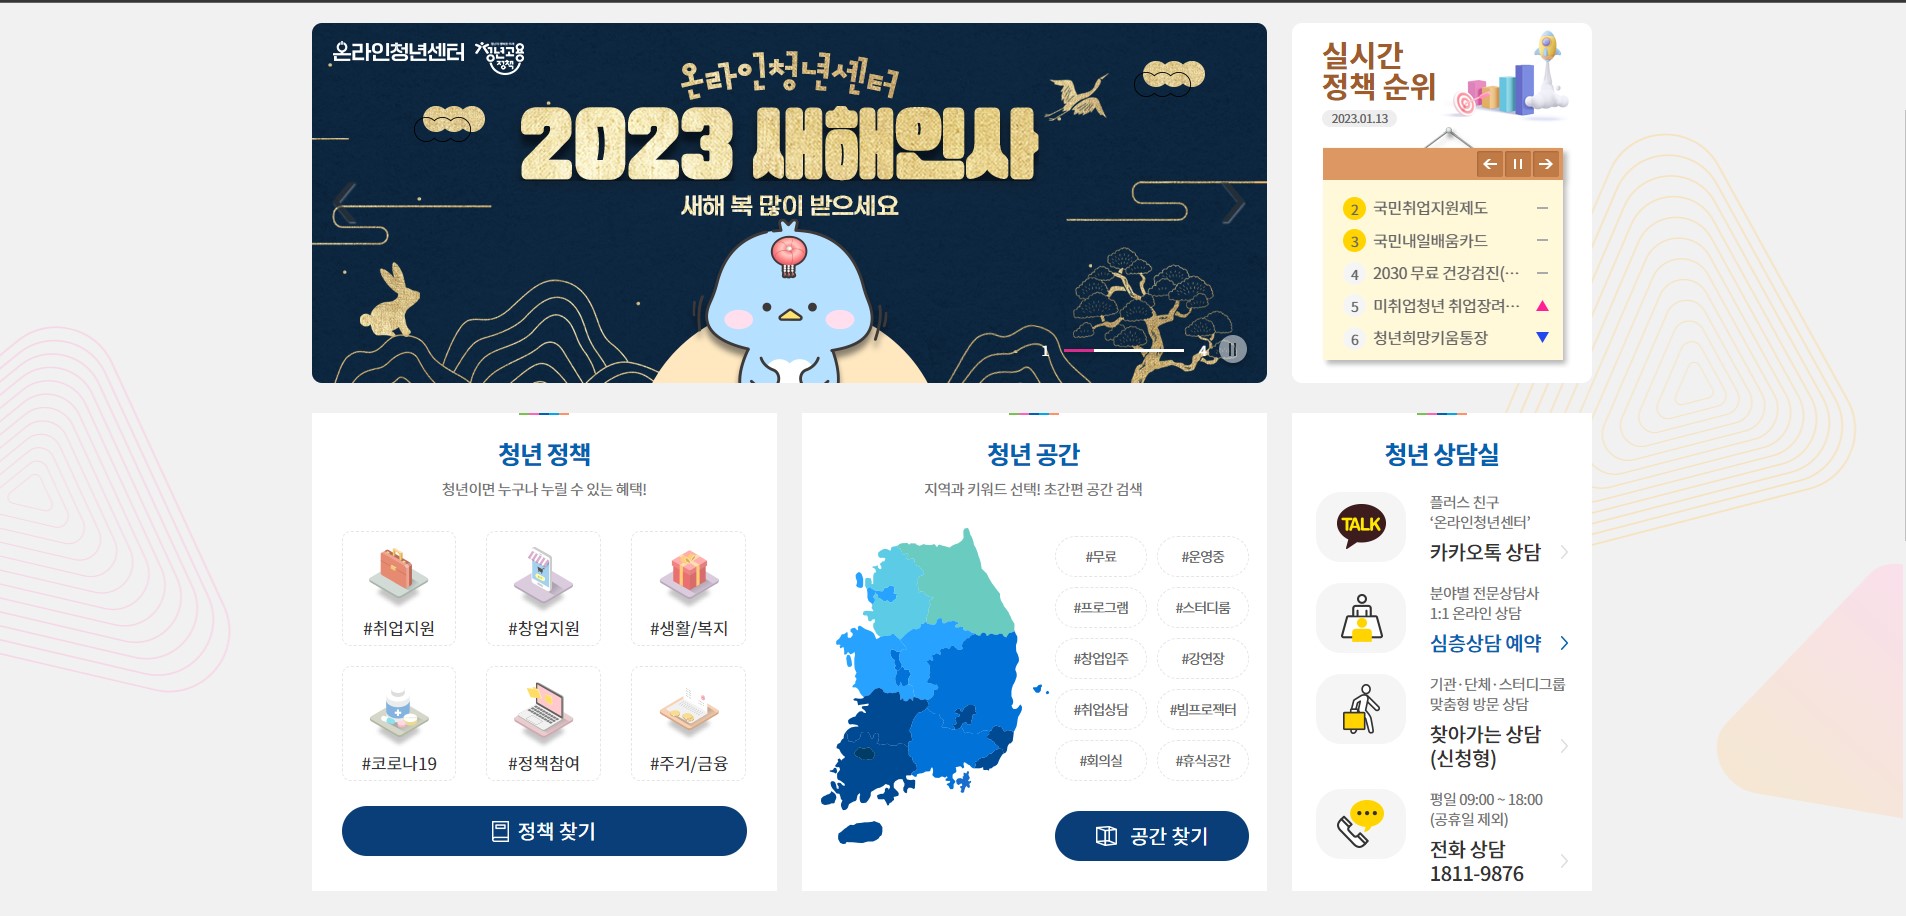 온라인청년센터 청년고용정책
온라인청년센터
2023 새해인사
새해 복 많이 받으세요
1
4
실시간
정책 순위
2023.01.13
2 국민취업지원제도
3 국민내일배움카드
4 2030 무료 건강검진(…
5 미취업청년 취업장려…
6 청년희망키움통장
청년 정책
청년이면 누구나 누릴 수 있는 혜택!
#취업지원
#창업지원
#생활/복지
#코로나19
#정책참여
#주거/금융
정책 찾기
청년 공간
지역과 키워드 선택! 초간편 공간 검색
#무료
#운영중
#프로그램
#스터디룸
#창업입주
#강연장
#취업상담
#빔프로젝터
#회의실
#휴식공간
공간 찾기
청년 상담실
TALK
플러스 친구
‘온라인청년센터’
카카오톡 상담
분야별 전문상담사
1:1 온라인 상담
심층상담 예약
기관·단체·스터디그룹
맞춤형 방문 상담
찾아가는 상담
(신청형)
평일 09:00 ~ 18:00
(공휴일 제외)
전화 상담
1811-9876